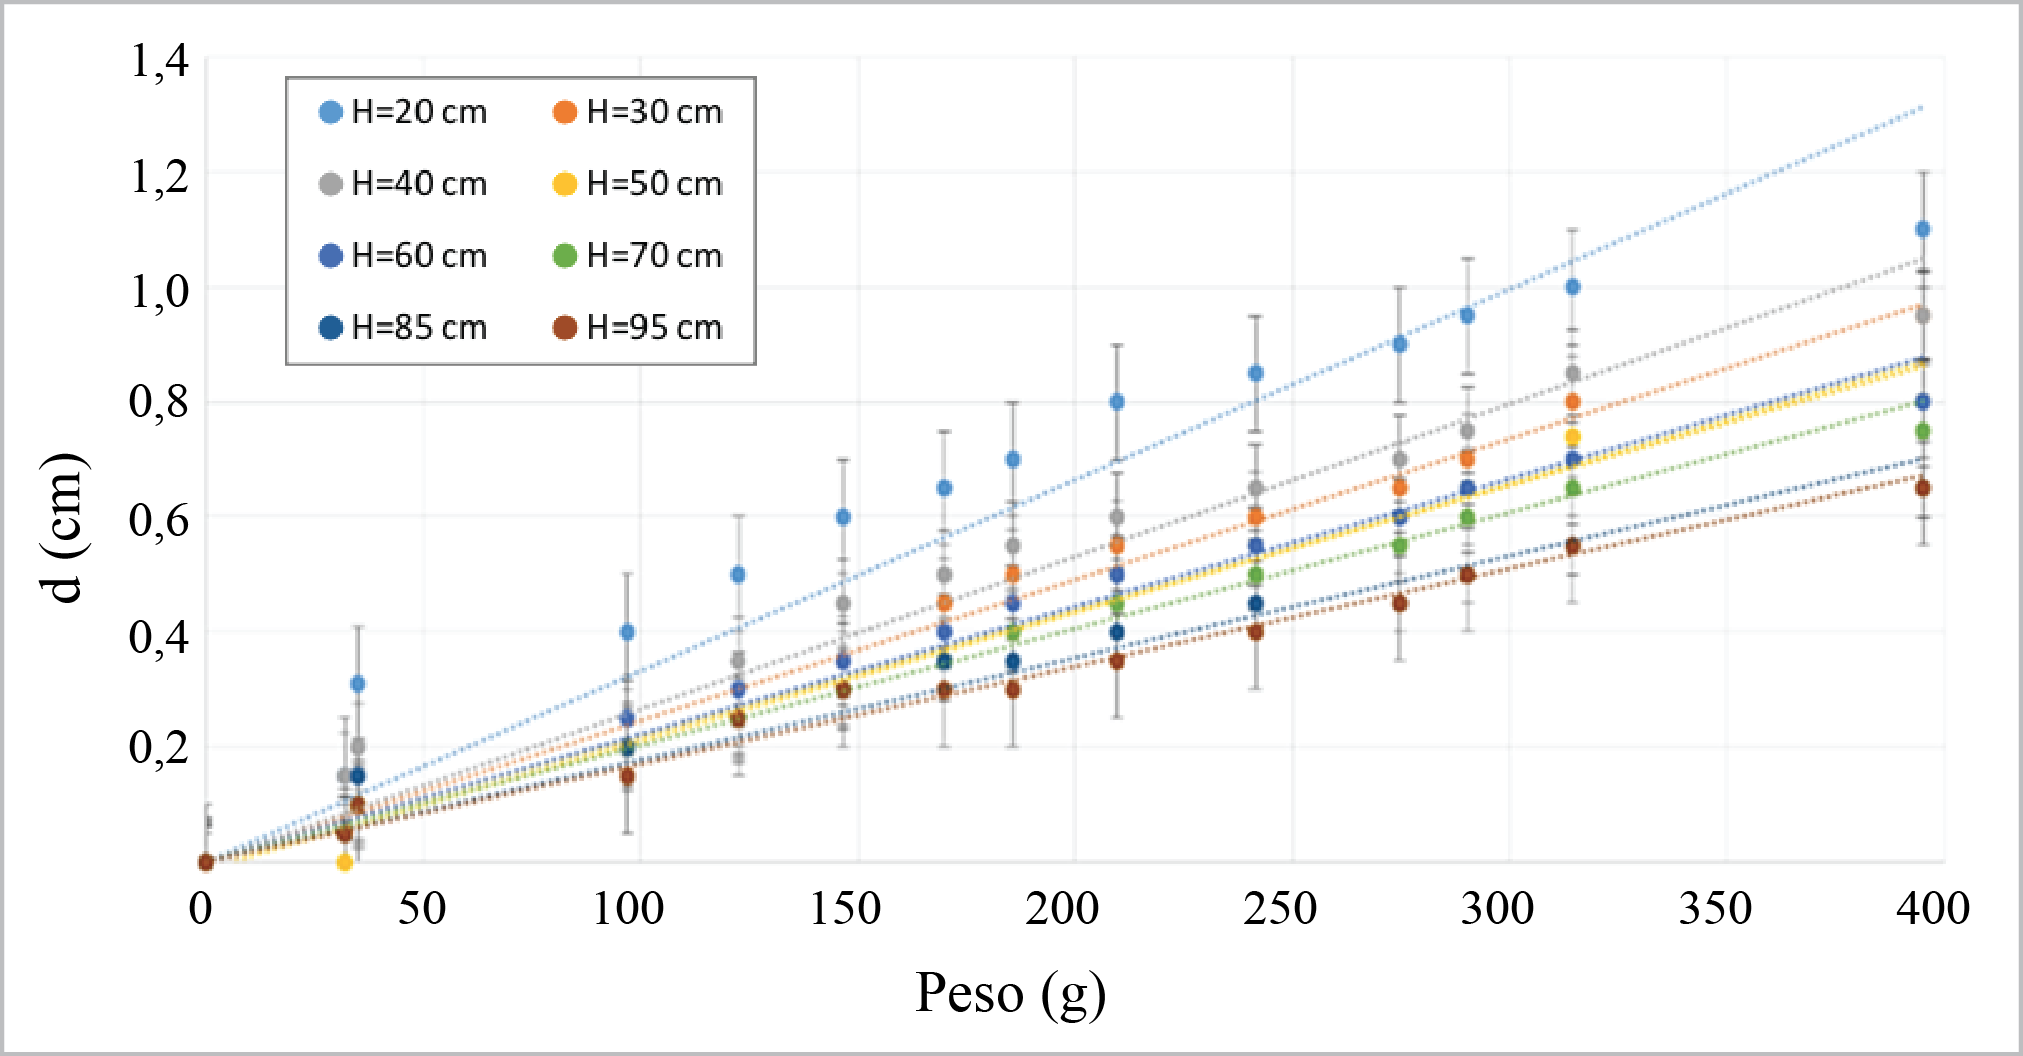 1,4
1,2
1,0
0,8
0,6
0,4
0,2
d (cm)
H=20 cm H=30 cm
H=40 cm H=50 cm
H=60 cm H=70 cm
H=85 cm H=95 cm
0 50 100 150 200 250 300 350 400
Peso (g)